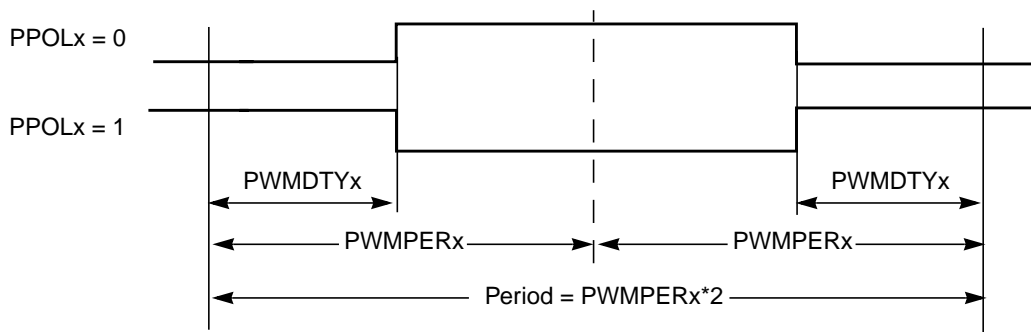 PPOLx = 0
PPOLx = 1
PWMDTYx
PWMDTYx
PWMPERx
PWMPERx
Period = PWMPERx*2